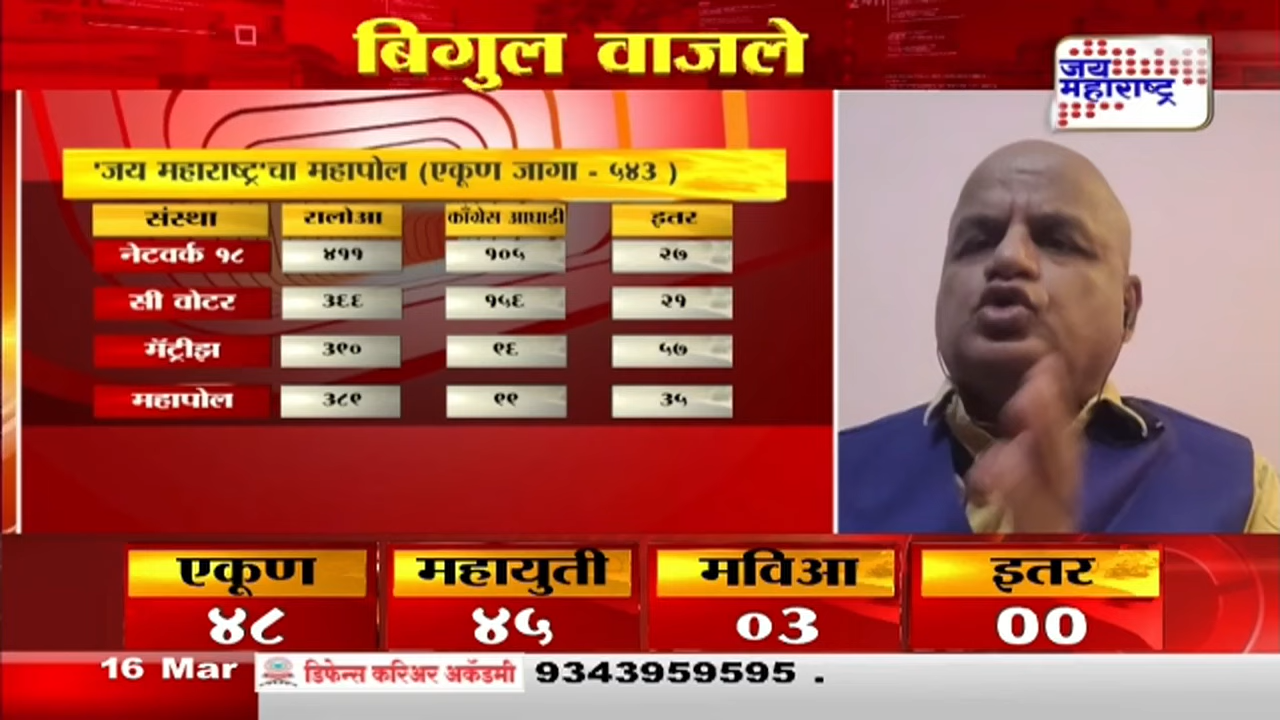 बिगुल वाजले
जय
महाराष्ट्र
'जय महाराष्ट्र'चा महापोल (एकूण जागा - ५४३ )
संस्था रालोआ काँग्रेस आघाडी इतर
नेटवर्क १८ ४११ १०५ २७
सी वोटर ३६६ १५६ २१
मॅट्रीझ ३९० ९६ ५७
महापोल ३८९ ९९ ३५
एकूण महायुती मविआ इतर
४८ ४५ ०३ 00
16 Mar डिफेन्स करिअर अकॅडमी 9343959595 .